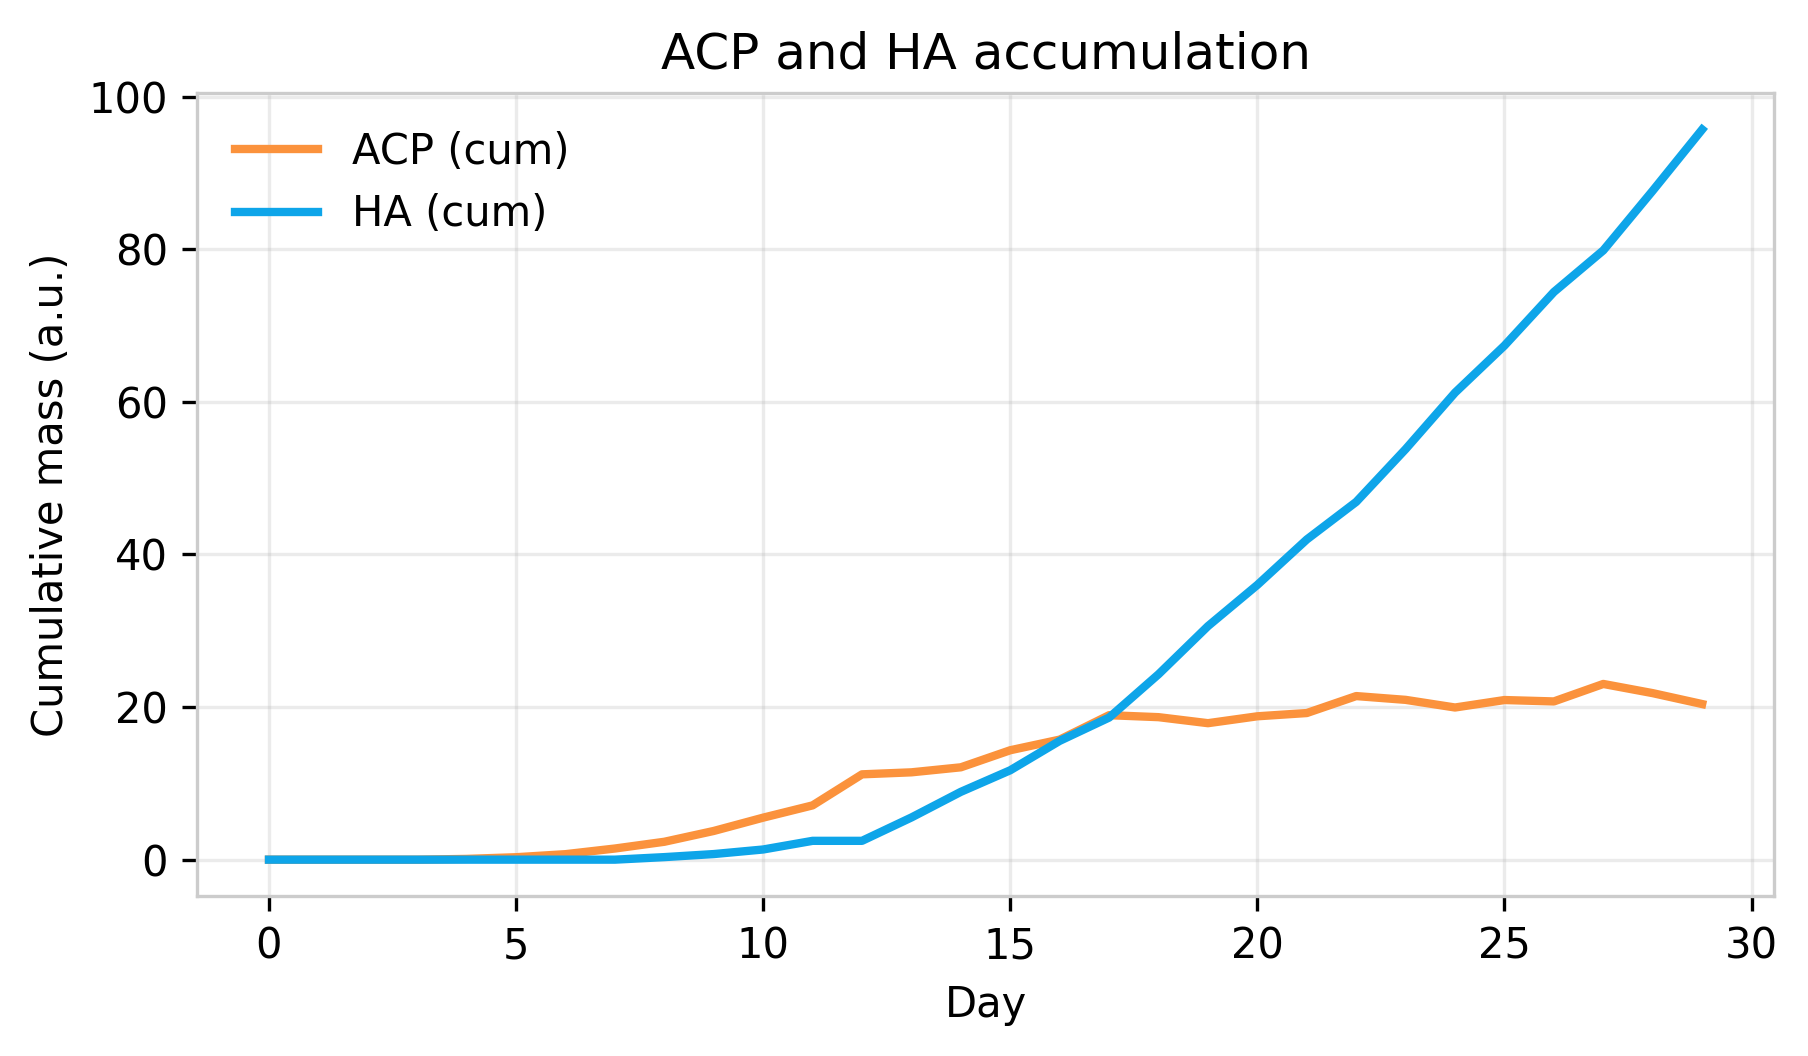 ACP and HA accumulation
ACP (cum)
HA (cum)
Cumulative mass (a.u.)
100
80
60
40
20
0
0 5 10 15 20 25 30
Day